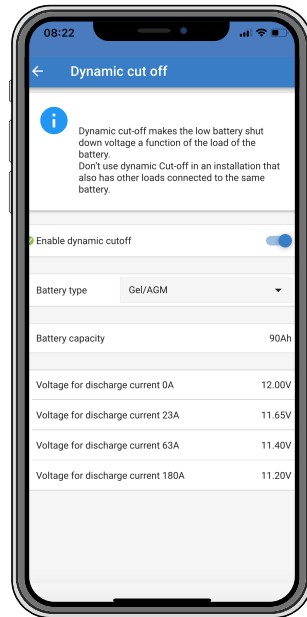 08:22
Dynamic cut off
Dynamic cut-off makes the low battery shut
down voltage a function of the load of the
battery.
Don't use dynamic Cut-off in an installation that
also has other loads connected to the same
battery.
Enable dynamic cutoff
Battery type Gel/AGM
Battery capacity 90Ah
Voltage for discharge current 0A 12.00V
Voltage for discharge current 23A 11.65V
Voltage for discharge current 63A 11.40V
Voltage for discharge current 180A 11.20V